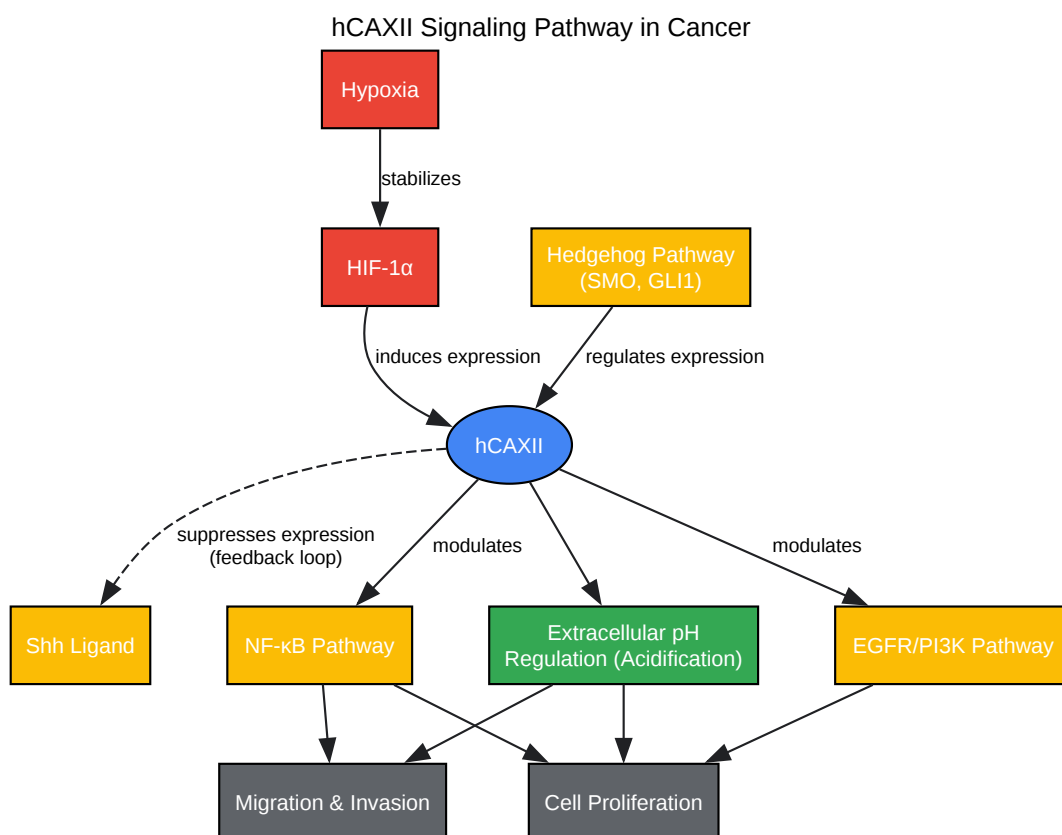 hCAXII Signaling Pathway in Cancer
Hypoxia
stabilizes
HIF-1α
Hedgehog Pathway
(SMO, GLI1)
induces expression
regulates expression
hCAXII
suppresses expression
(feedback loop)
modulates
modulates
Shh Ligand
NF-κB Pathway
Extracellular pH
Regulation (Acidification)
EGFR/PI3K Pathway
Migration & Invasion
Cell Proliferation